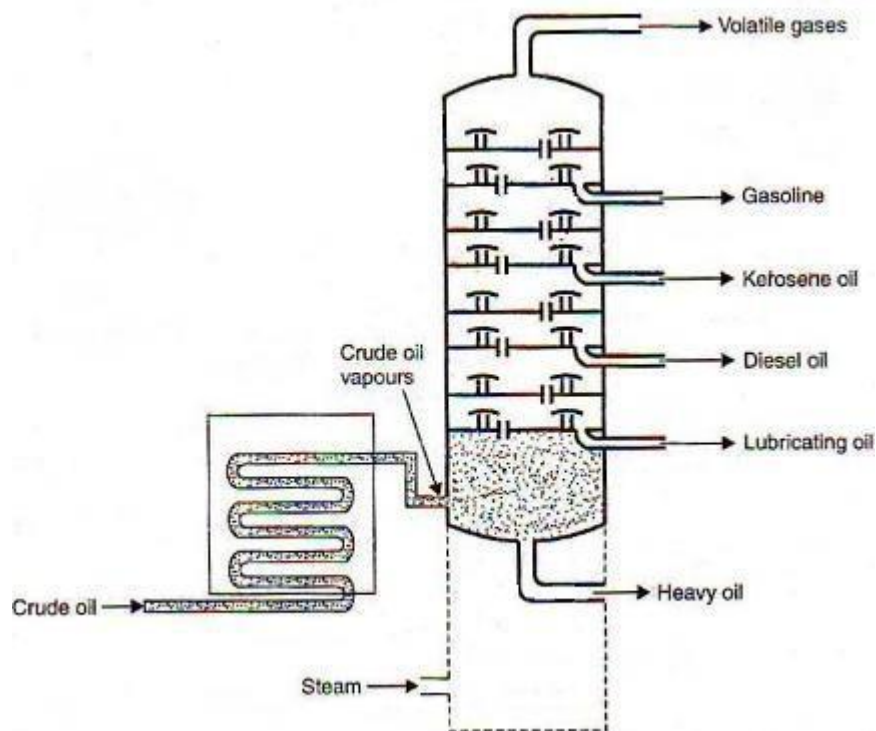 Volatile gases
Gasoline
Kerosene oil
Diesel oil
Crude oil
vapours
Lubricating oil
Crude oil
Heavy oil
Steam